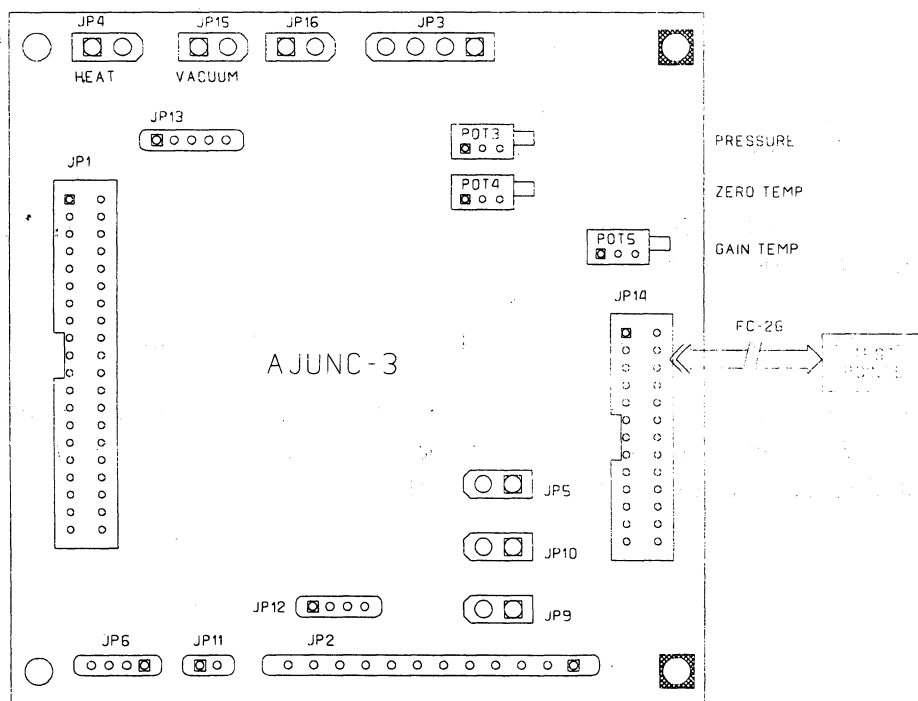 JP4 JP15 JP16 JP3
HEAT VACUUM
JP13
POT3 PRESSURE
JP1
POT4 ZERO TEMP
POT5 GAIN TEMP
JP14
FC-26
AJUNC-3
JP5
JP10
JP12 JP9
JP6 JP11 JP2